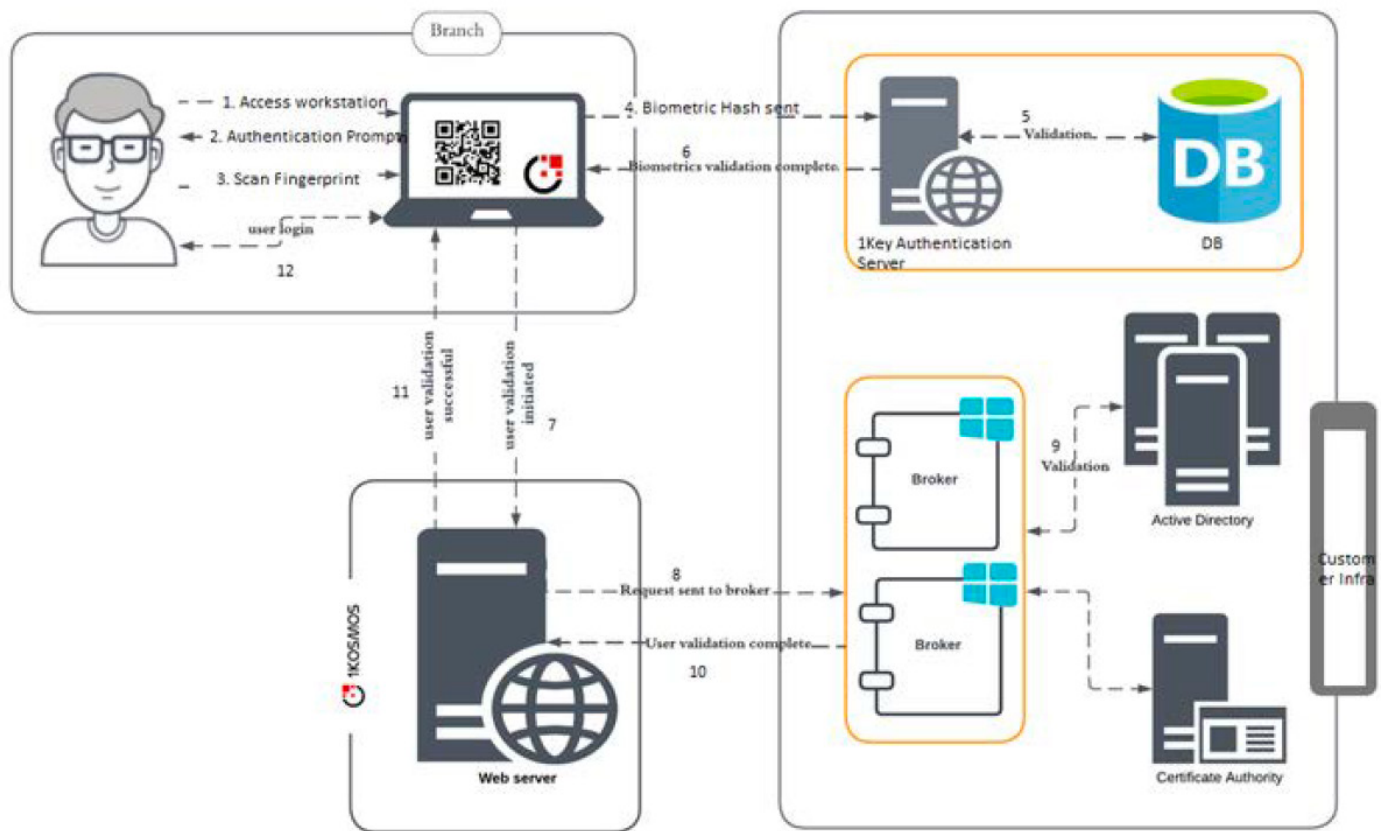 Branch
1. Access workstation
2. Authentication Prompt
3. Scan Fingerprint
user login
12
4. Biometric Hash sent
6
Biometrics validation complete
5
Validation
DB
1Key Authentication
Server
DB
11
user validation
successful
user validation
initiated
7
Broker
9
Validation
Active Directory
Custom
er Infra
8
Request sent to broker
User validation complete
10
Broker
1KOSMOS
Web server
Certificate Authority